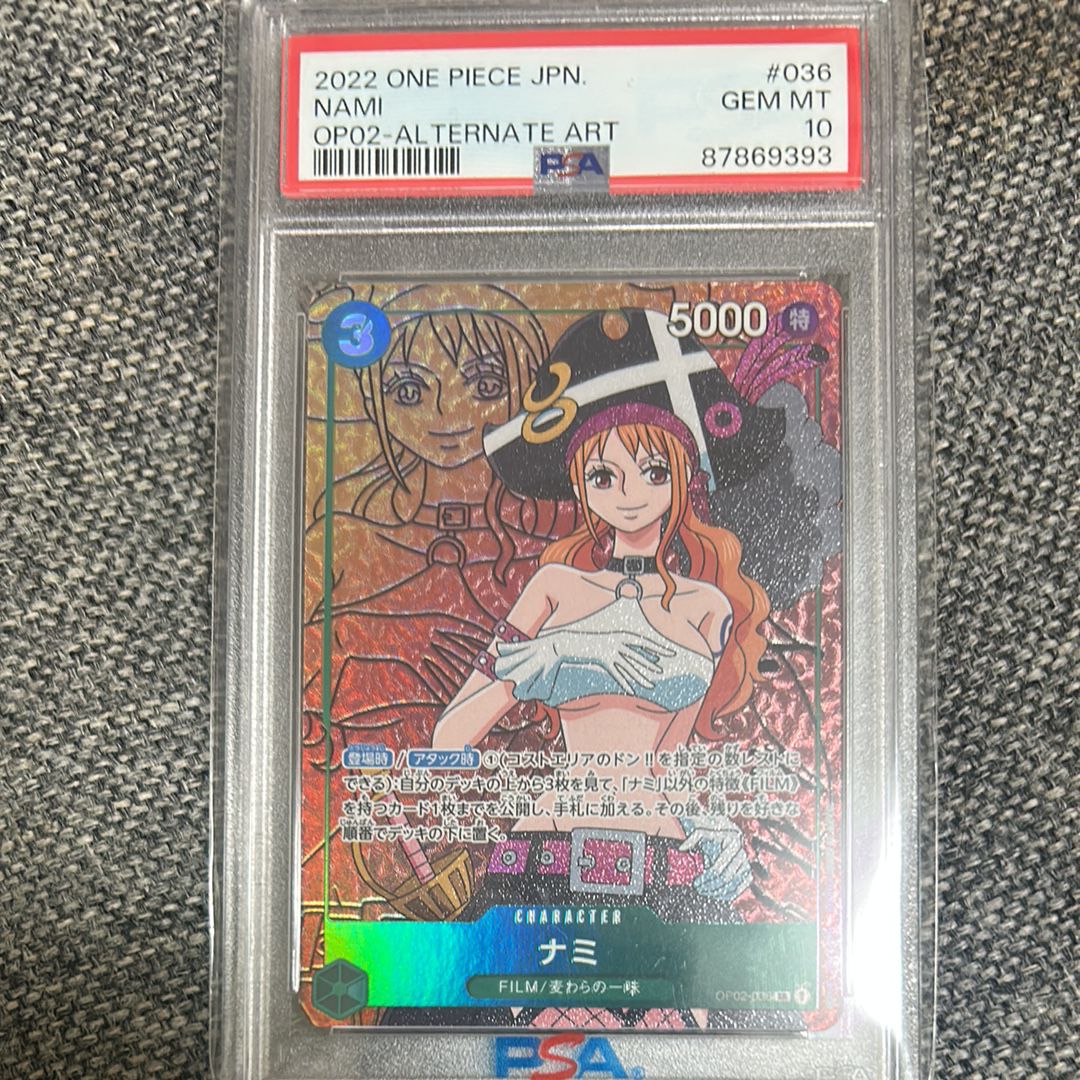 2022 ONE PIECE JPN. #036
NAMI GEM MT
OP02-ALTERNATE ART 10
PSA 87869393
3 5000 特
登場時 / アタック時 ①(コストエリアのドン!!を指定の数レストに
できる):自分のデッキの上から3枚を見て、「ナミ」以外の特徴《FILM》
を持つカード1枚までを公開し、手札に加える。その後、残りを好きな
順番でデッキの下に置く。
CHARACTER
ナミ
FILM/麦わらの一味
OP02-036 SR
PSA